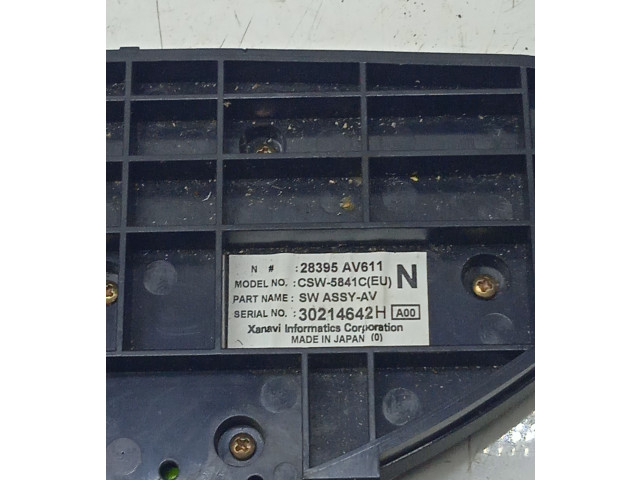 N #  : 28395 AV611
MODEL NO.: CSW-5841C(EU) N
PART NAME : SW ASSY-AV
SERIAL NO. : 30214642H A00
Xanavi Informatics Corporation
MADE IN JAPAN (0)